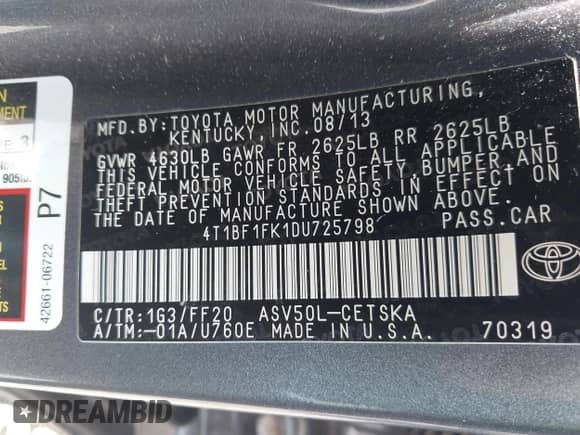 MFD.BY:TOYOTA MOTOR MANUFACTURING,
KENTUCKY,INC.08/13
GVWR 4630LB GAWR FR 2625LB RR 2625LB
THIS VEHICLE CONFORMS TO ALL APPLICABLE
FEDERAL MOTOR VEHICLE SAFETY,BUMPER,AND
THEFT PREVENTION STANDARDS IN EFFECT ON
THE DATE OF MANUFACTURE SHOWN ABOVE.
4T1BF1FK1DU725798 PASS.CAR
C/TR:1G3/FF20 ASV50L-CETSKA
A/TM:-01A/U760E MADE IN U.S.A. 70319
P7
42661-06722
DREAMBID